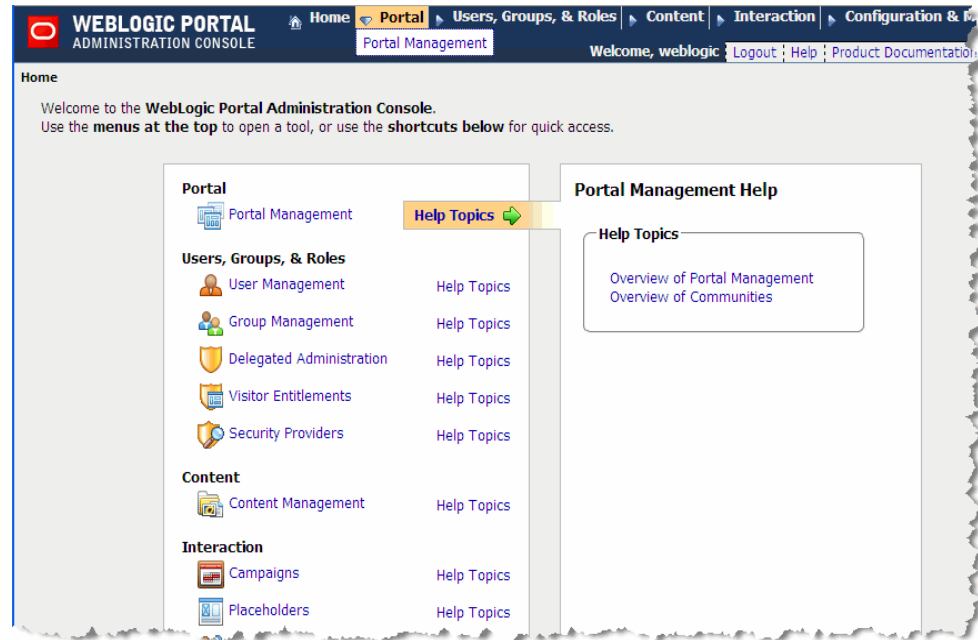 WEBLOGIC PORTAL
ADMINISTRATION CONSOLE
Home Portal Users, Groups, & Roles Content Interaction Configuration &
Portal Management
Welcome, weblogic Logout Help Product Documentation
Home
Welcome to the WebLogic Portal Administration Console.
Use the menus at the top to open a tool, or use the shortcuts below for quick access.
Portal
Portal Management Help Topics
Users, Groups, & Roles
User Management Help Topics
Group Management Help Topics
Delegated Administration Help Topics
Visitor Entitlements Help Topics
Security Providers Help Topics
Content
Content Management Help Topics
Interaction
Campaigns Help Topics
Placeholders Help Topics
Portal Management Help
Help Topics
Overview of Portal Management
Overview of Communities